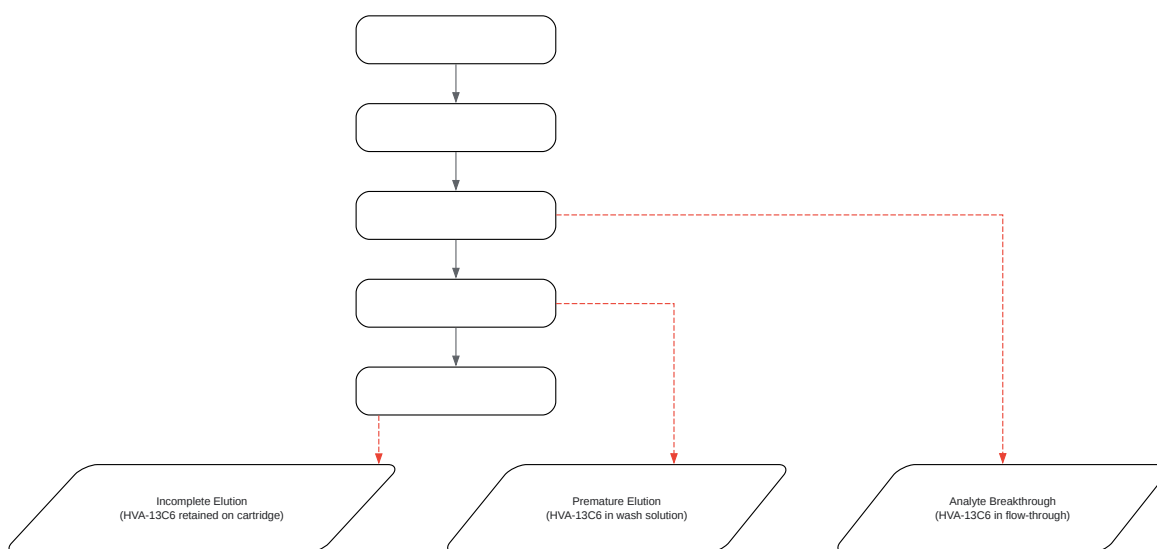 Incomplete Elution
(HVA-13C6 retained on cartridge)
Premature Elution
(HVA-13C6 in wash solution)
Analyte Breakthrough
(HVA-13C6 in flow-through)